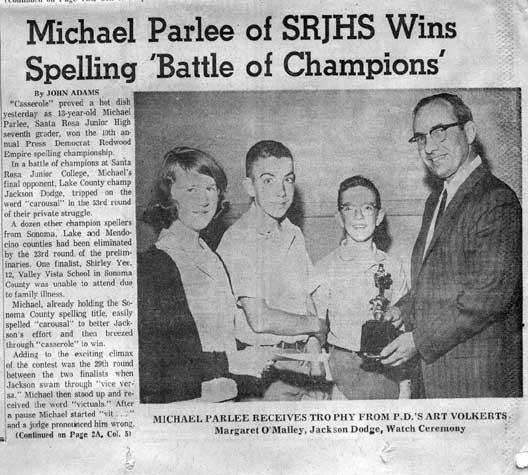 (Continued on Page
Michael Parlee of SRJHS Wins
Spelling 'Battle of Champions'
By JOHN ADAMS
"Casserole" proved a hot dish
yesterday as 13-year-old Michael
Parlee, Santa Rosa Junior High
seventh grader, won the 19th an-
nual Press Democrat Redwood
Empire spelling championship.
In a battle of champions at Santa
Rosa Junior College, Michael's
final opponent, Lake County champ
Jackson Dodge, tripped on the
word "carousal" in the 53rd round
of their private struggle.
A dozen other champion spellers
from Sonoma, Lake and Mendo-
cino counties had been eliminated
by the 23rd round of the prelim-
inaries. One finalist, Shirley Yee,
12, Valley Vista School in Sonoma
County was unable to attend due
to family illness.
Michael, already holding the So-
noma County spelling title, easily
spelled "carousal" to better Jack-
son's effort and then breezed
through "casserole" to win.
Adding to the exciting climax
of the contest was the 29th round
between the two finalists when
Jackson swam through "vice ver-
sa." Michael then stood up and re-
ceived the word "victuals." After
a pause Michael started "vit . . ."
and a judge pronounced him wrong.
(Continued on Page 2A, Col. 5)
MICHAEL PARLEE RECEIVES TROPHY FROM P.D.'S ART VOLKERTS
Margaret O'Malley, Jackson Dodge, Watch Ceremony